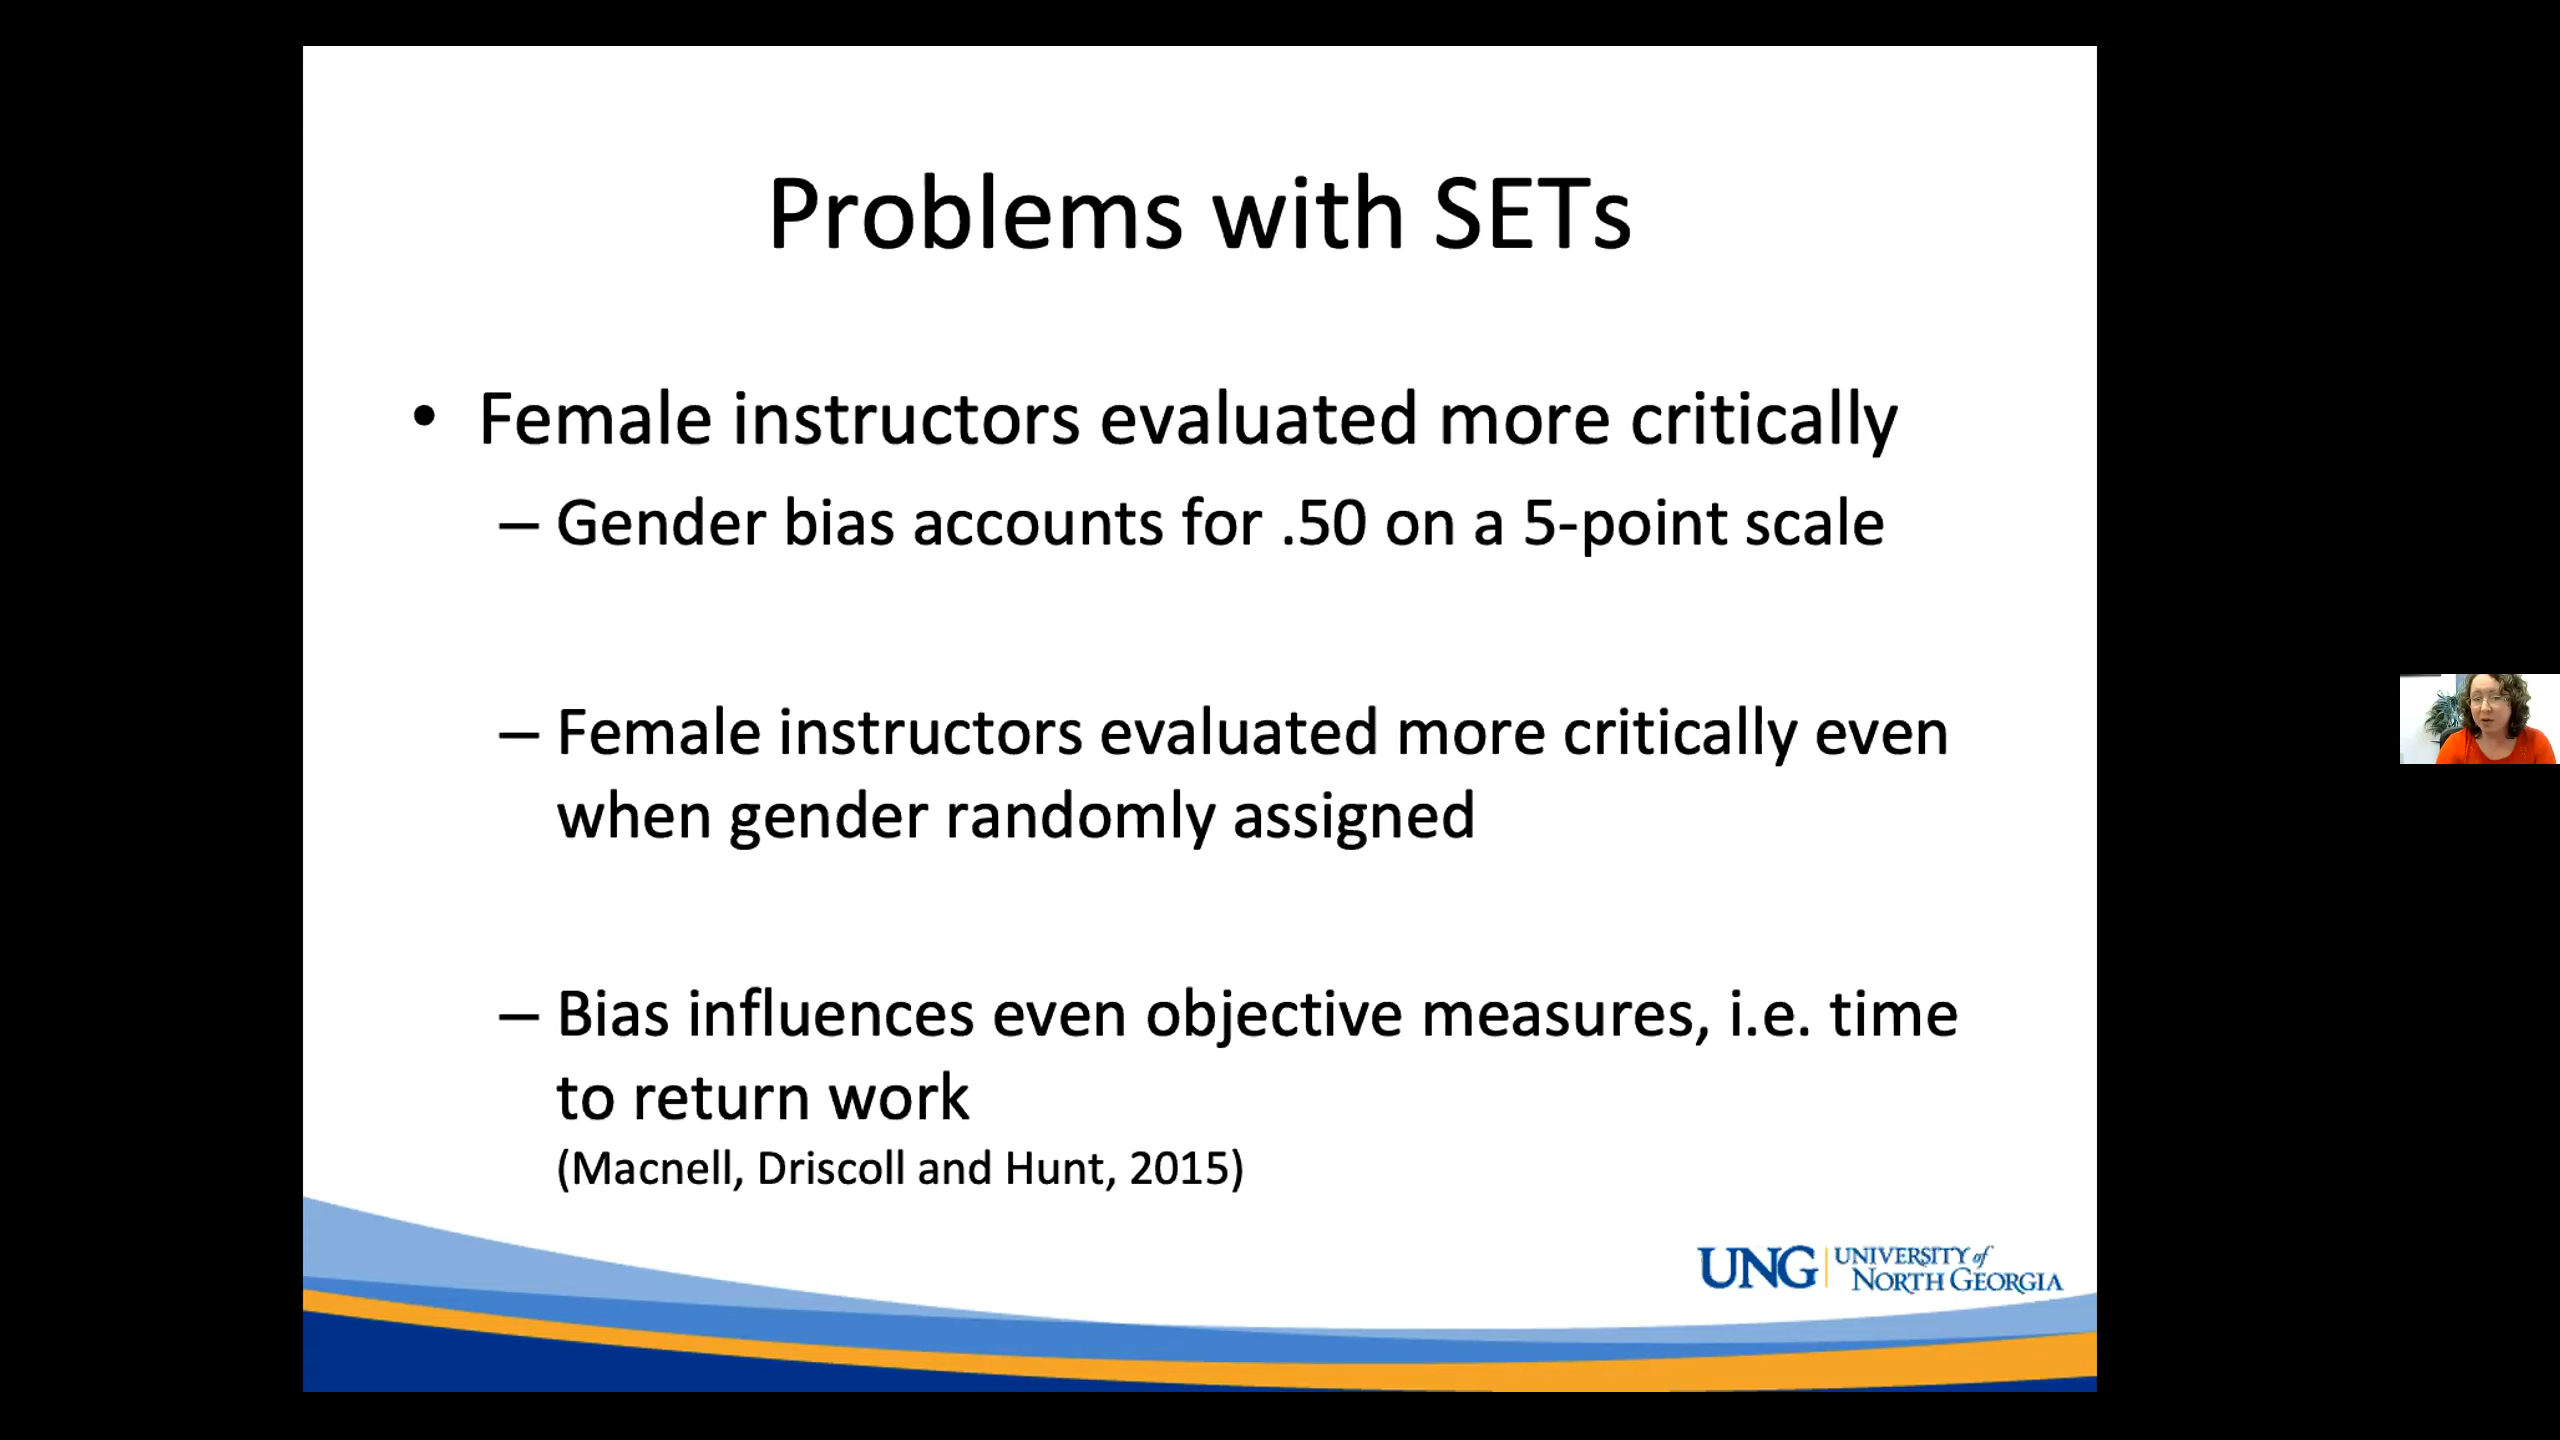 Problems with SETs
• Female instructors evaluated more critically
– Gender bias accounts for .50 on a 5-point scale
– Female instructors evaluated more critically even
when gender randomly assigned
– Bias influences even objective measures, i.e. time
to return work
(Macnell, Driscoll and Hunt, 2015)
UNG UNIVERSITY of
NORTH GEORGIA